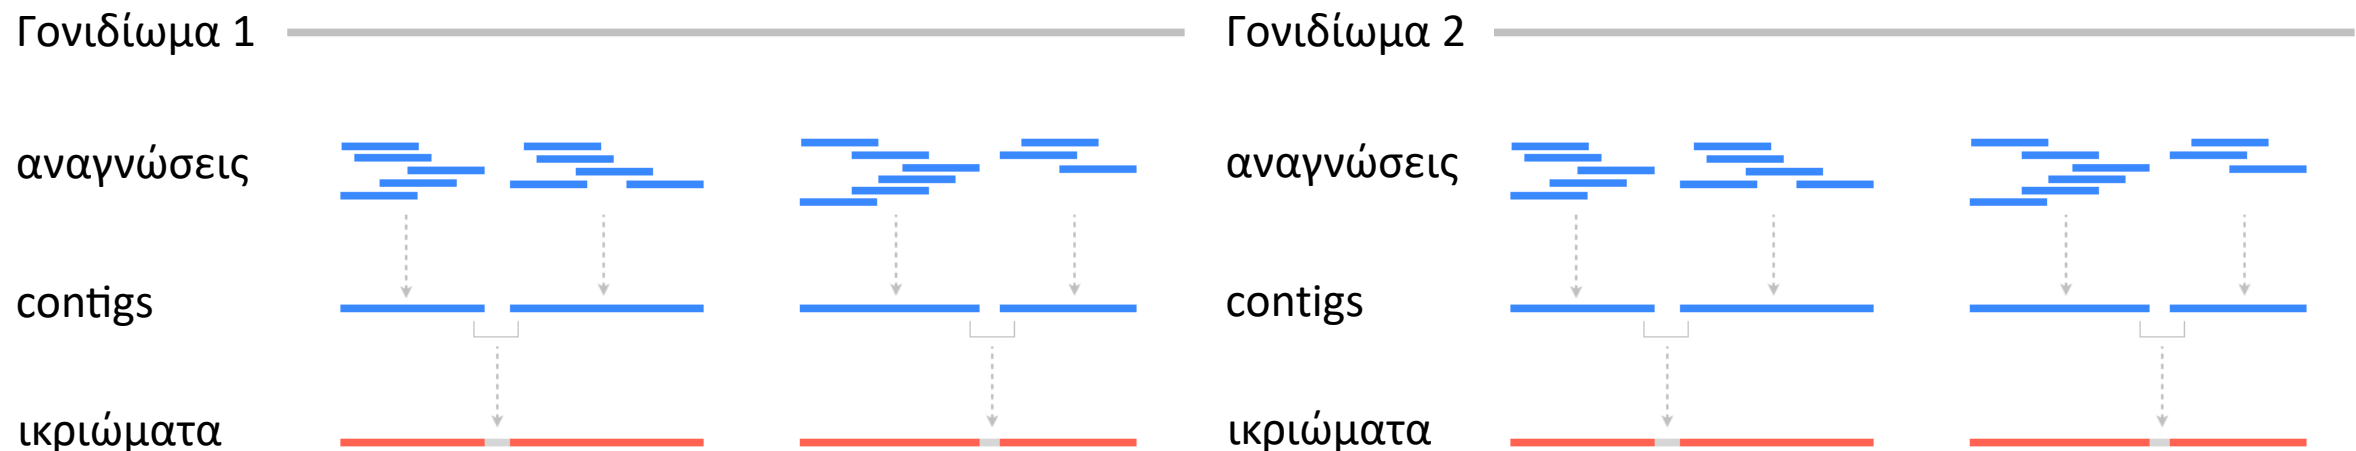 Γονιδίωμα 1
αναγνώσεις
contigs
ικριώματα
Γονιδίωμα 2
αναγνώσεις
contigs
ικριώματα